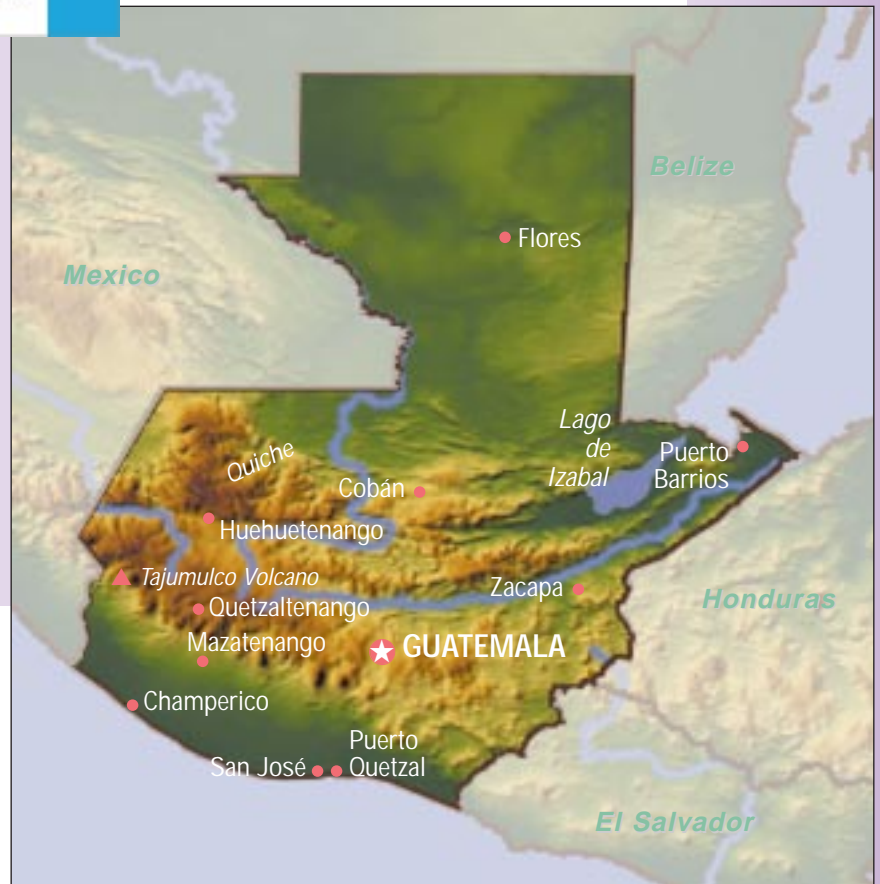 Belize
Flores
Mexico
Lago
de
Izabal
Puerto
Barrios
Quiche
Cobán
Huehuetenango
Tajumulco Volcano
Zacapa
Quetzaltenango
Honduras
Mazatenango
GUATEMALA
Champerico
Puerto
Quetzal
San José
El Salvador